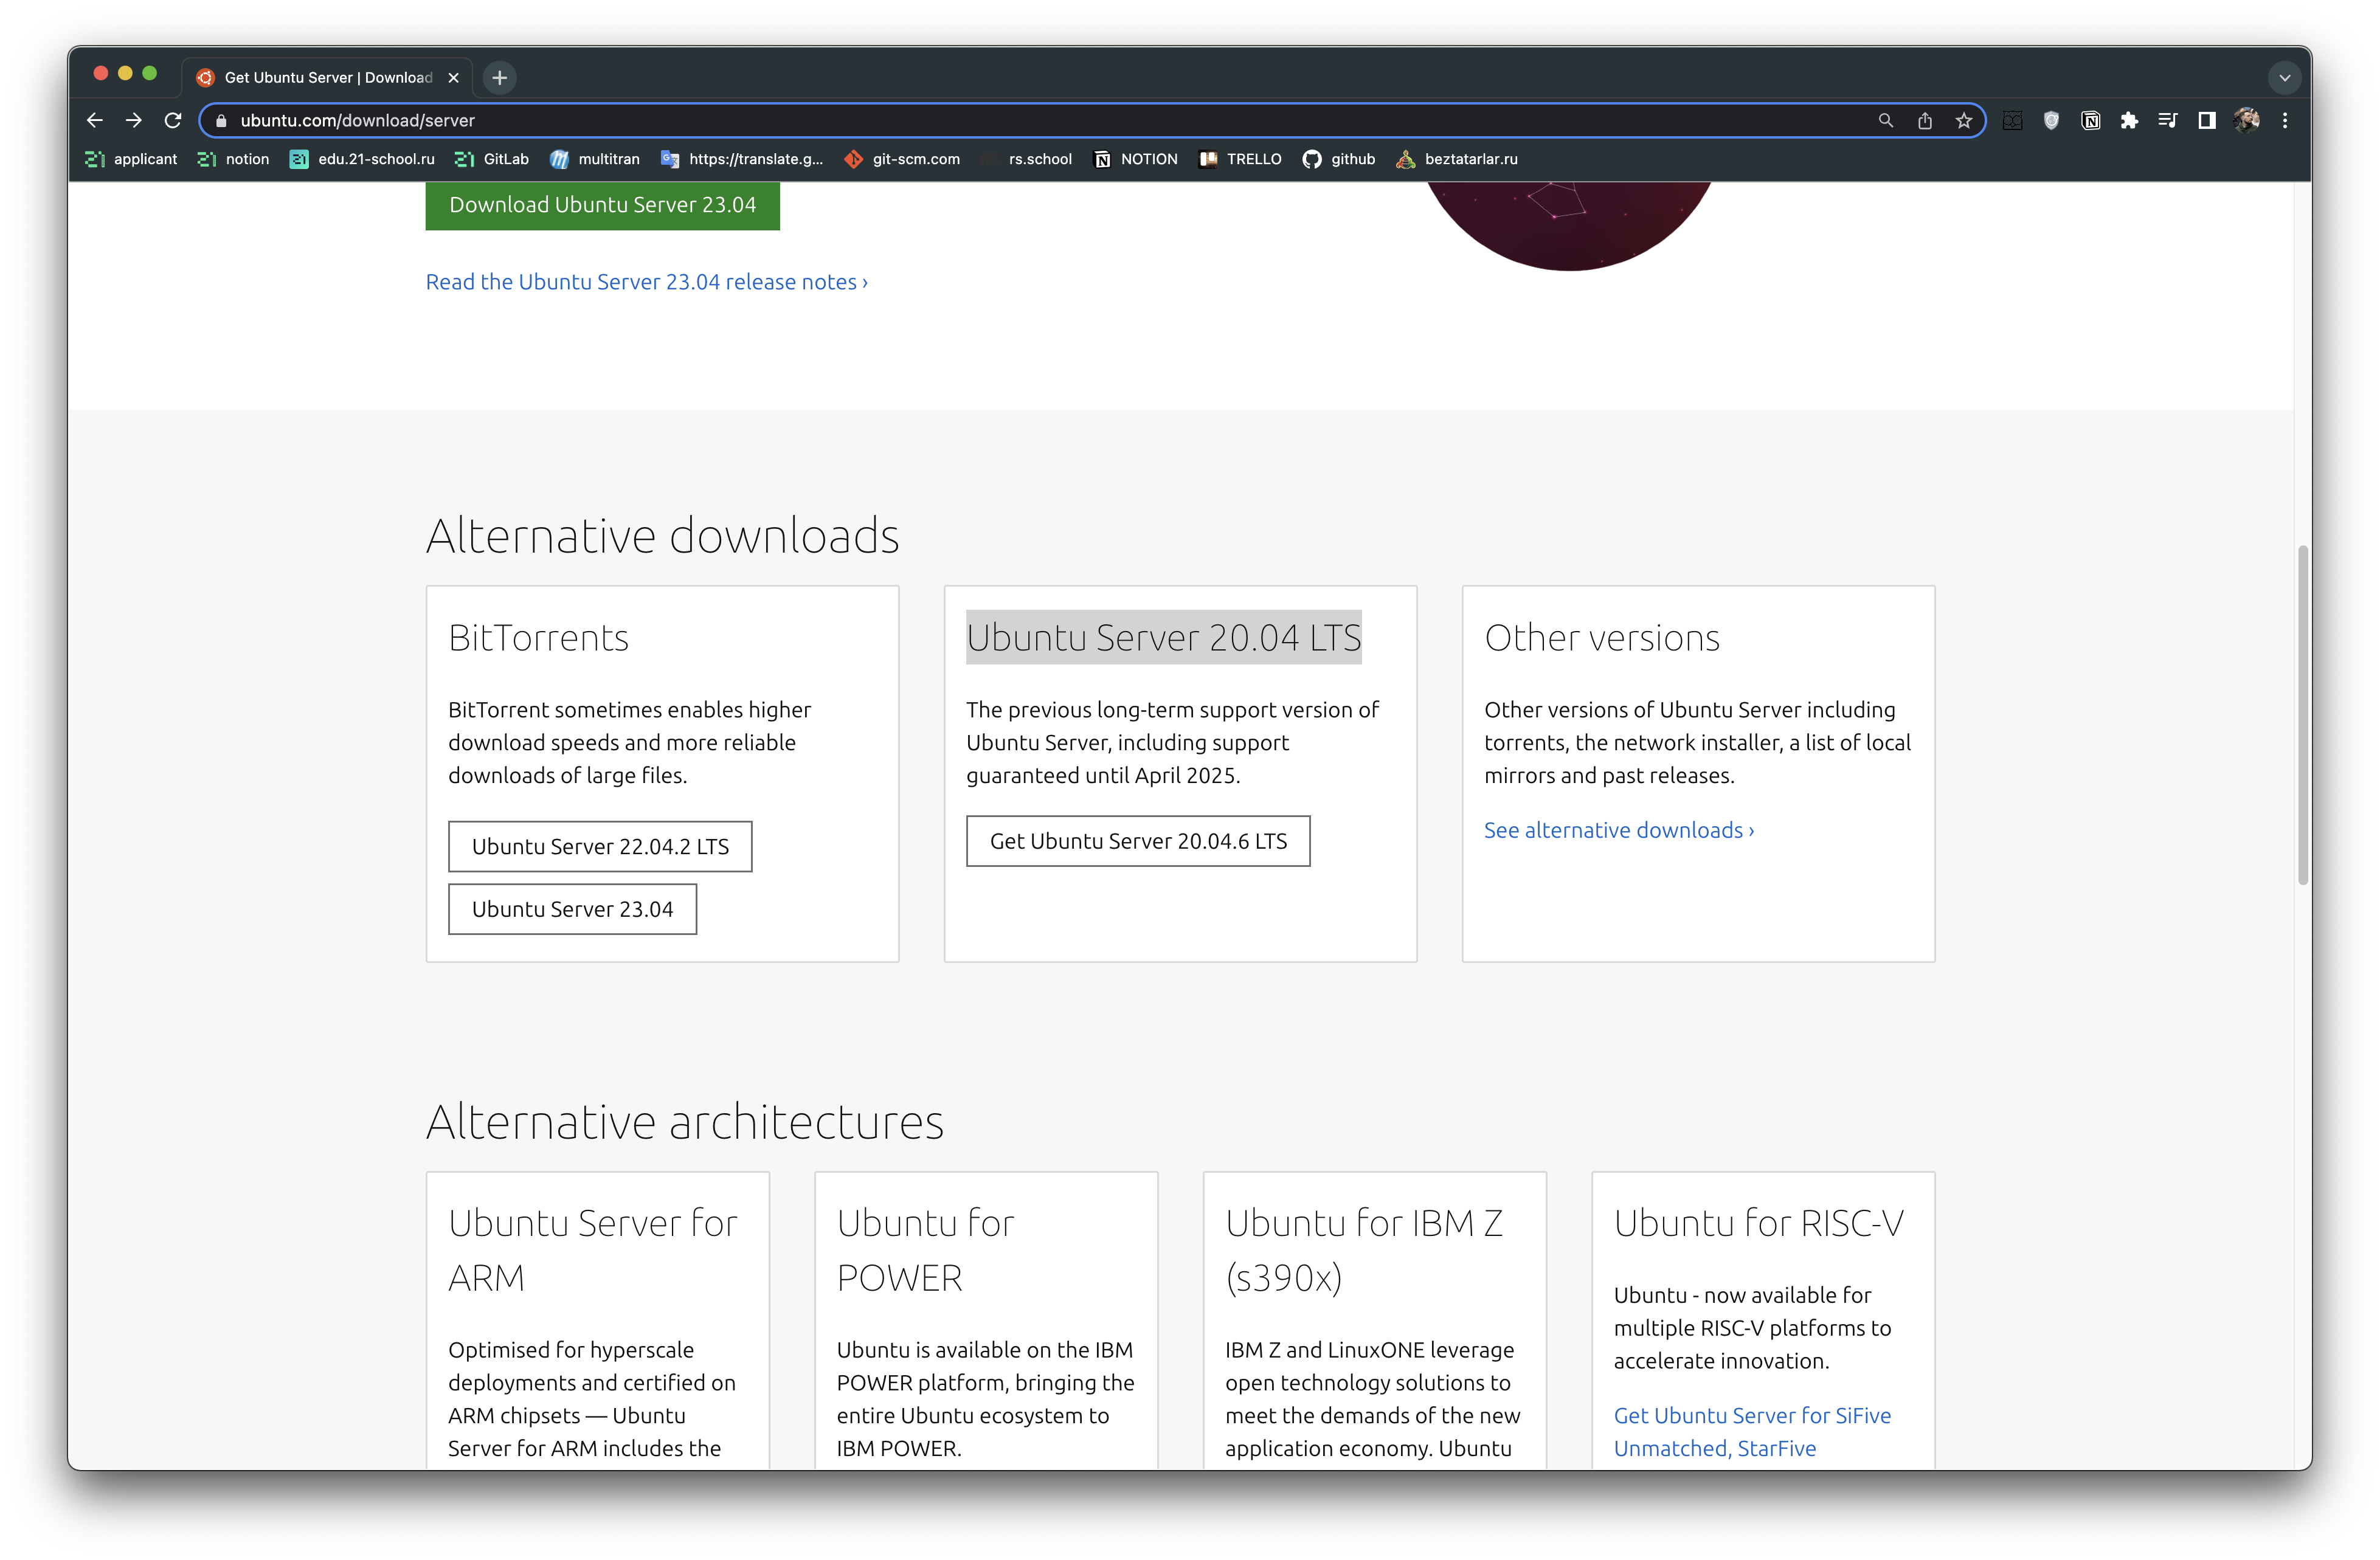 Get Ubuntu Server | Download
ubuntu.com/download/server
applicant
notion
edu.21-school.ru
GitLab
multitran
https://translate.g...
git-scm.com
rs.school
NOTION
TRELLO
github
beztatarlar.ru
Download Ubuntu Server 23.04
Read the Ubuntu Server 23.04 release notes ›
Alternative downloads
BitTorrents
BitTorrent sometimes enables higher
download speeds and more reliable
downloads of large files.
Ubuntu Server 22.04.2 LTS
Ubuntu Server 23.04
Ubuntu Server 20.04 LTS
The previous long-term support version of
Ubuntu Server, including support
guaranteed until April 2025.
Get Ubuntu Server 20.04.6 LTS
Other versions
Other versions of Ubuntu Server including
torrents, the network installer, a list of local
mirrors and past releases.
See alternative downloads ›
Alternative architectures
Ubuntu Server for
ARM
Optimised for hyperscale
deployments and certified on
ARM chipsets — Ubuntu
Server for ARM includes the
Ubuntu for
POWER
Ubuntu is available on the IBM
POWER platform, bringing the
entire Ubuntu ecosystem to
IBM POWER.
Ubuntu for IBM Z
(s390x)
IBM Z and LinuxONE leverage
open technology solutions to
meet the demands of the new
application economy. Ubuntu
Ubuntu for RISC-V
Ubuntu - now available for
multiple RISC-V platforms to
accelerate innovation.
Get Ubuntu Server for SiFive
Unmatched, StarFive